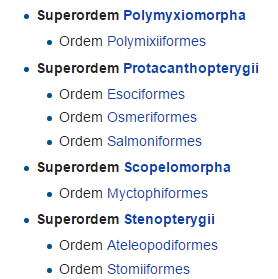 Superordem Polymyxiomorpha
Ordem Polymixiiformes
Superordem Protacanthopterygii
Ordem Esociformes
Ordem Osmeriformes
Ordem Salmoniformes
Superordem Scopelomorpha
Ordem Myctophiformes
Superordem Stenopterygii
Ordem Ateleopodiformes
Ordem Stomiiformes